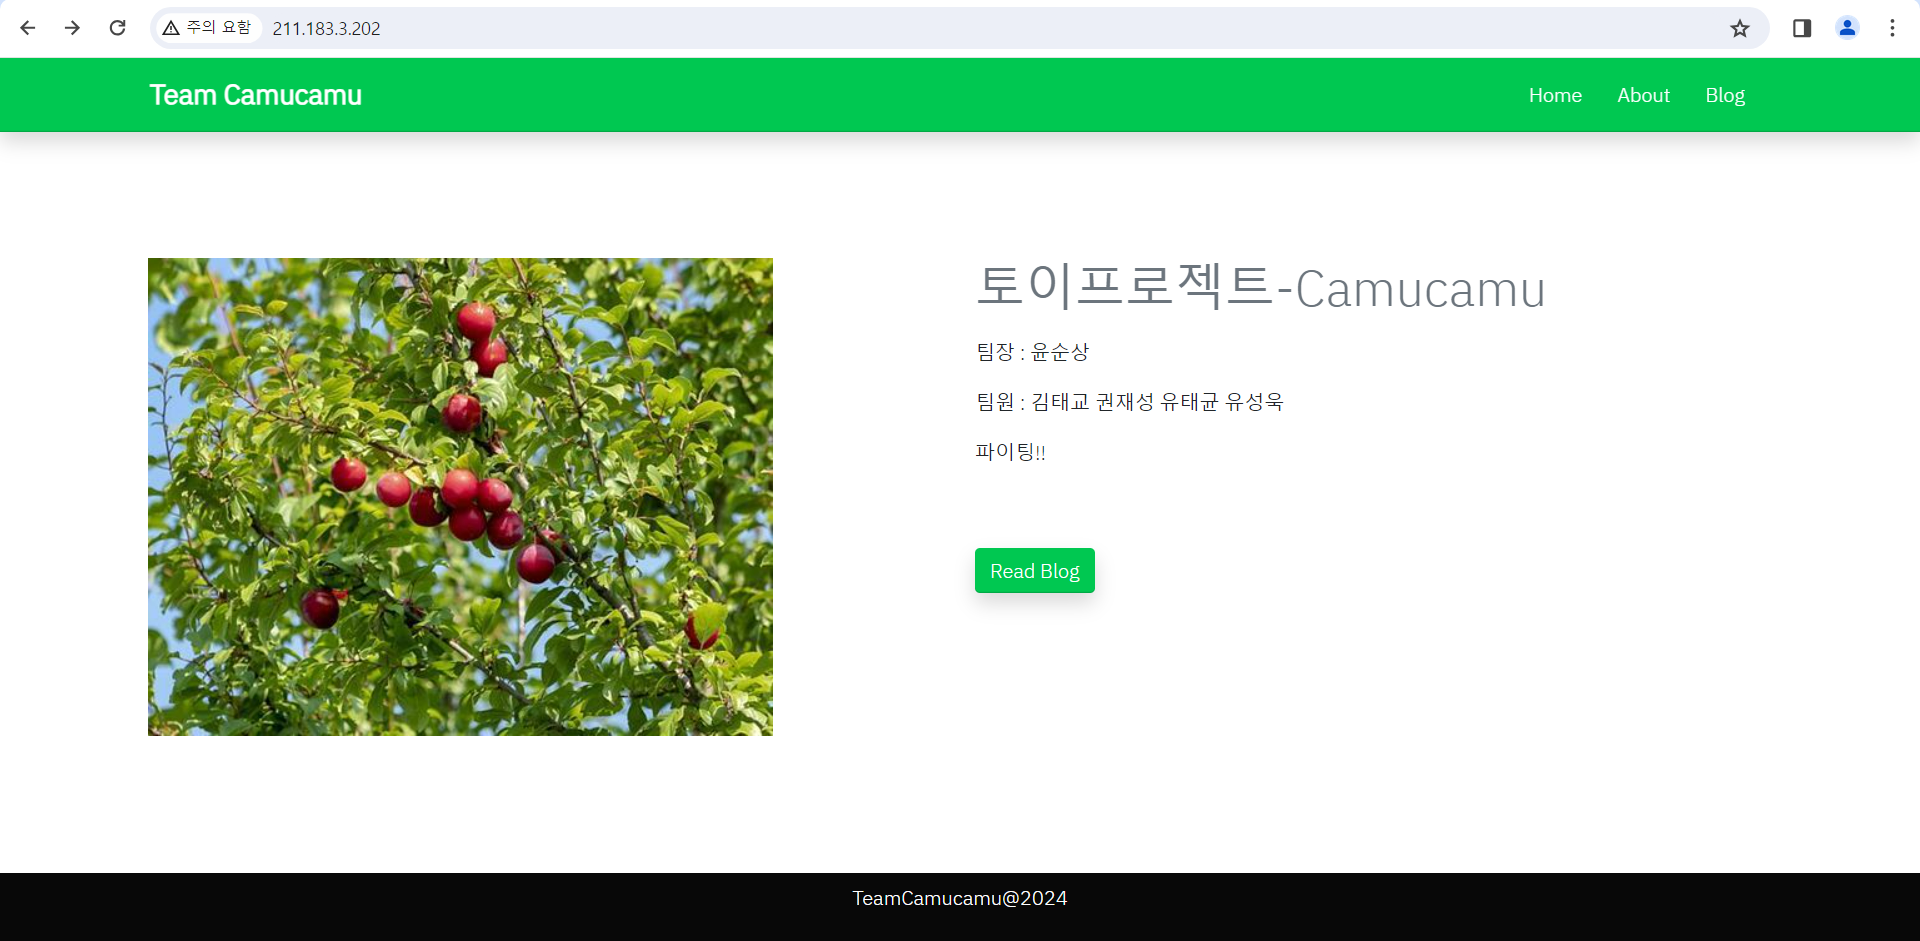 주의 요함 211.183.3.202
Team Camucamu
Home About Blog
토이프로젝트-Camucamu
팀장 : 윤순상
팀원 : 김태교 권재성 유태균 유성욱
파이팅!!
Read Blog
TeamCamucamu@2024